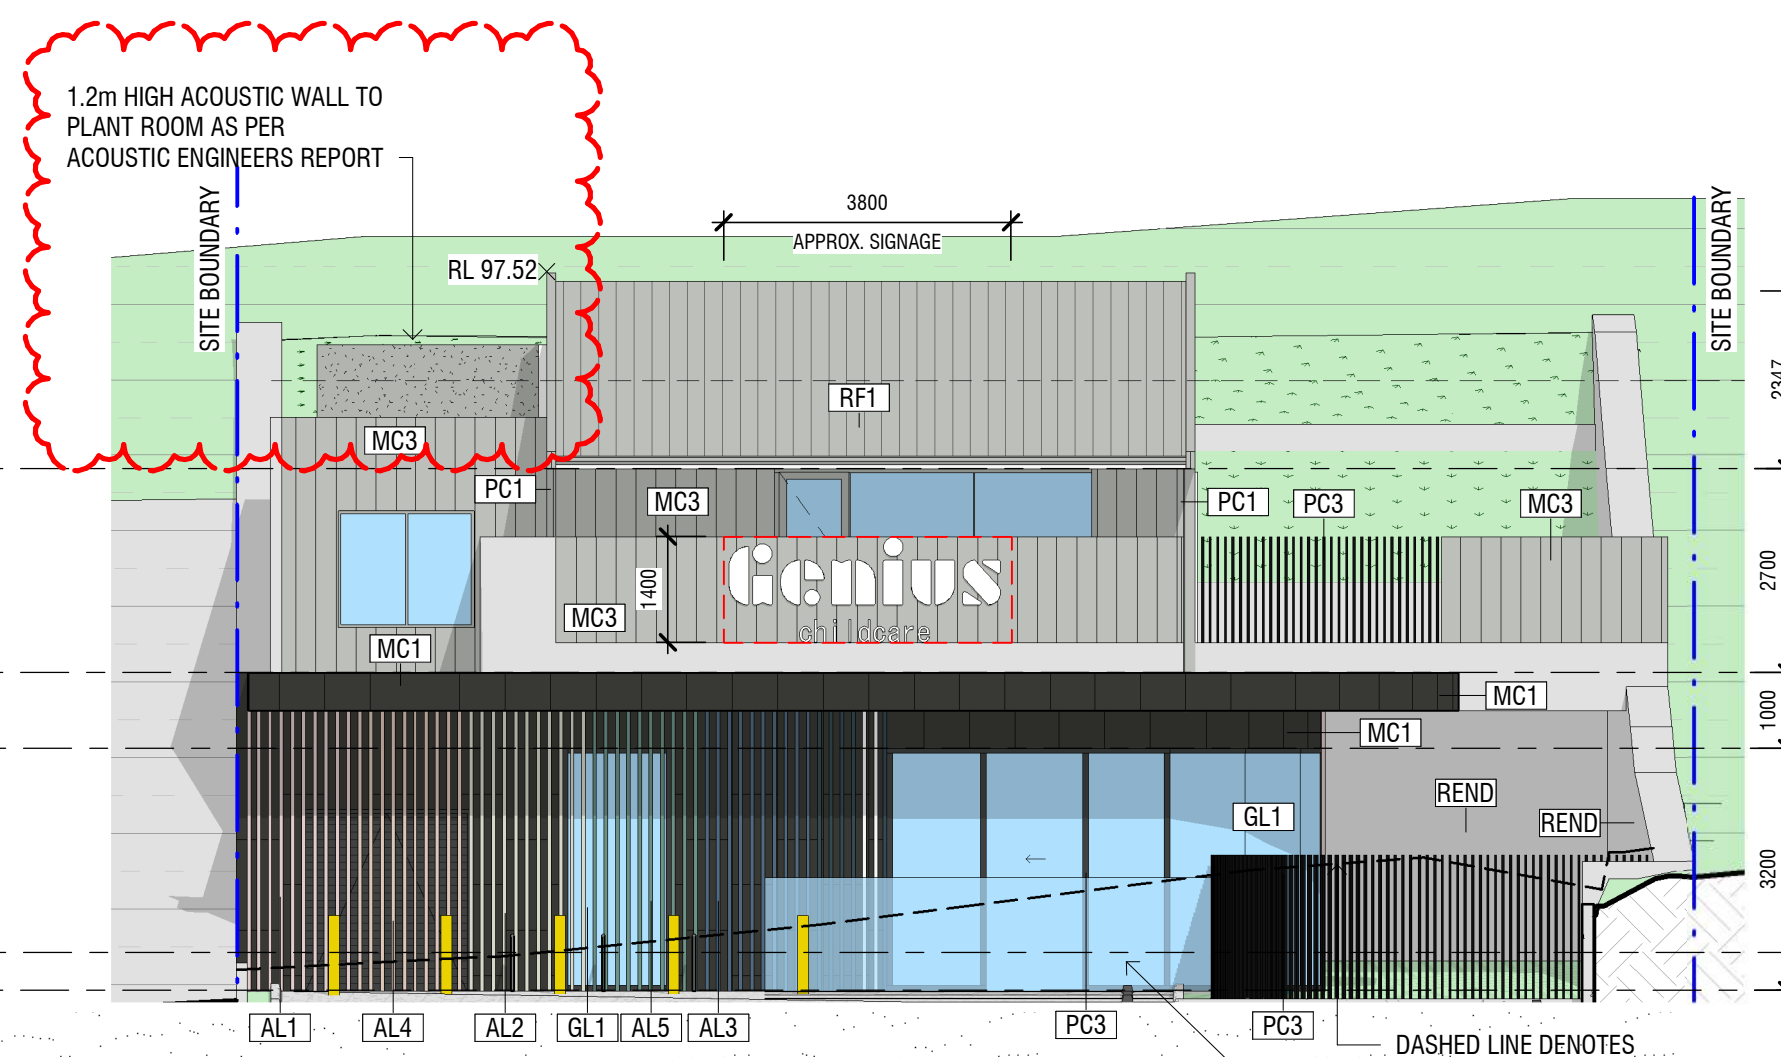 1.2m HIGH ACOUSTIC WALL TO
PLANT ROOM AS PER
ACOUSTIC ENGINEERS REPORT
SITE BOUNDARY
3800
APPROX. SIGNAGE
SITE BOUNDARY
RL 97.52
2347
RF1
MC3
PC1
MC3
PC1
PC3
MC3
Genius
childcare
1400
2700
MC3
MC1
MC1
1000
MC1
REND
GL1
REND
3200
AL1
AL4
AL2
GL1
AL5
AL3
PC3
PC3
DASHED LINE DENOTES